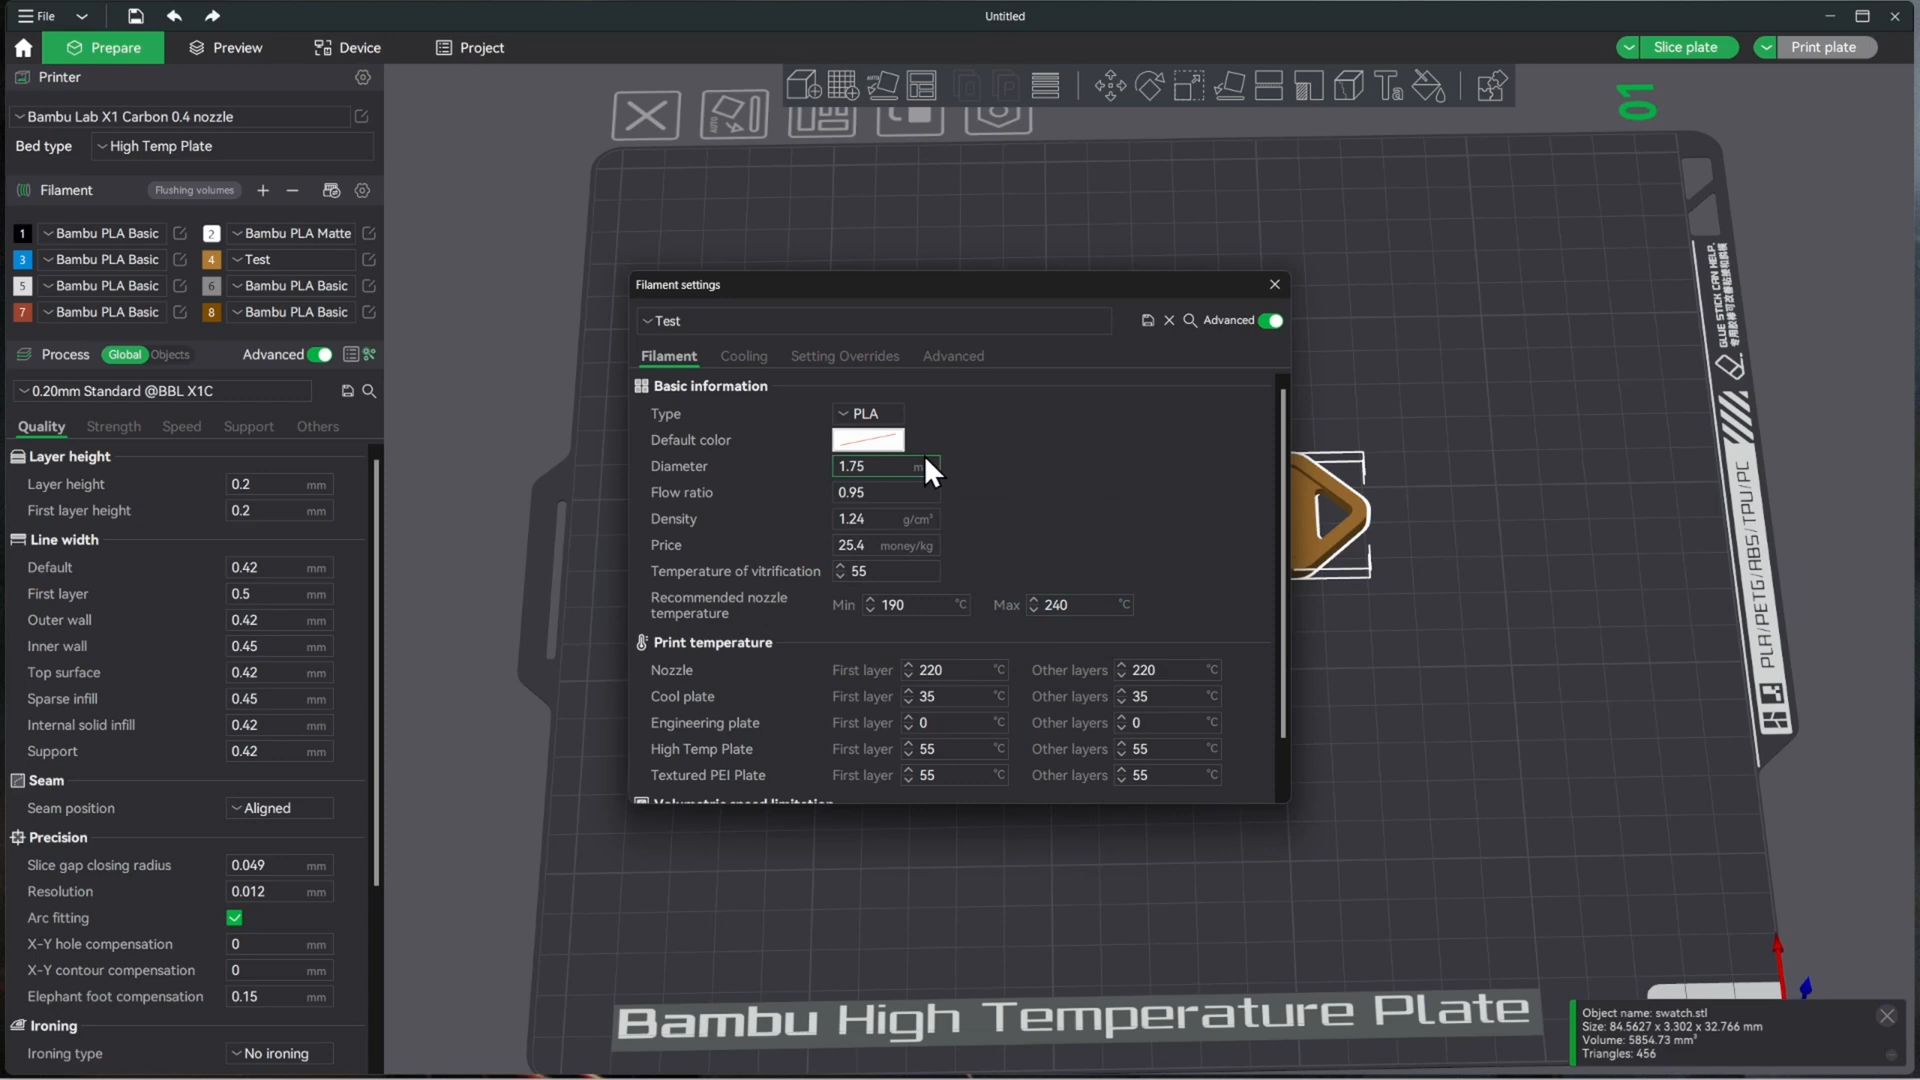 File
Untitled
Prepare
Preview
Device
Project
Slice plate
Print plate
Printer
Bambu Lab X1 Carbon 0.4 nozzle
Bed type
High Temp Plate
Filament
Flushing volumes
1 Bambu PLA Basic
2 Bambu PLA Matte
3 Bambu PLA Basic
4 Test
5 Bambu PLA Basic
6 Bambu PLA Basic
7 Bambu PLA Basic
8 Bambu PLA Basic
Process Global Objects Advanced
0.20mm Standard @BBL X1C
Quality Strength Speed Support Others
Layer height
Layer height 0.2 mm
First layer height 0.2 mm
Line width
Default 0.42 mm
First layer 0.5 mm
Outer wall 0.42 mm
Inner wall 0.45 mm
Top surface 0.42 mm
Sparse infill 0.45 mm
Internal solid infill 0.42 mm
Support 0.42 mm
Seam
Seam position Aligned
Precision
Slice gap closing radius 0.049 mm
Resolution 0.012 mm
Arc fitting
X-Y hole compensation 0 mm
X-Y contour compensation 0 mm
Elephant foot compensation 0.15 mm
Ironing
Ironing type No ironing
AUTO
AUTO
01
Filament settings
Test
Advanced
Filament Cooling Setting Overrides Advanced
Basic information
Type PLA
Default color
Diameter 1.75
Flow ratio 0.95
Density 1.24 g/cm³
Price 25.4 money/kg
Temperature of vitrification 55
Recommended nozzle
temperature
Min 190 °C Max 240 °C
Print temperature
Nozzle First layer 220 °C Other layers 220 °C
Cool plate First layer 35 °C Other layers 35 °C
Engineering plate First layer 0 °C Other layers 0 °C
High Temp Plate First layer 55 °C Other layers 55 °C
Textured PEI Plate First layer 55 °C Other layers 55 °C
Volumetric speed limitation
GLUE STICK CAN HELP.
PLA/PETG/ABS/TPU/PC
Bambu High Temperature Plate
Object name: swatch.stl
Size: 84.5627 x 3.302 x 32.766 mm
Volume: 5854.73 mm³
Triangles: 456